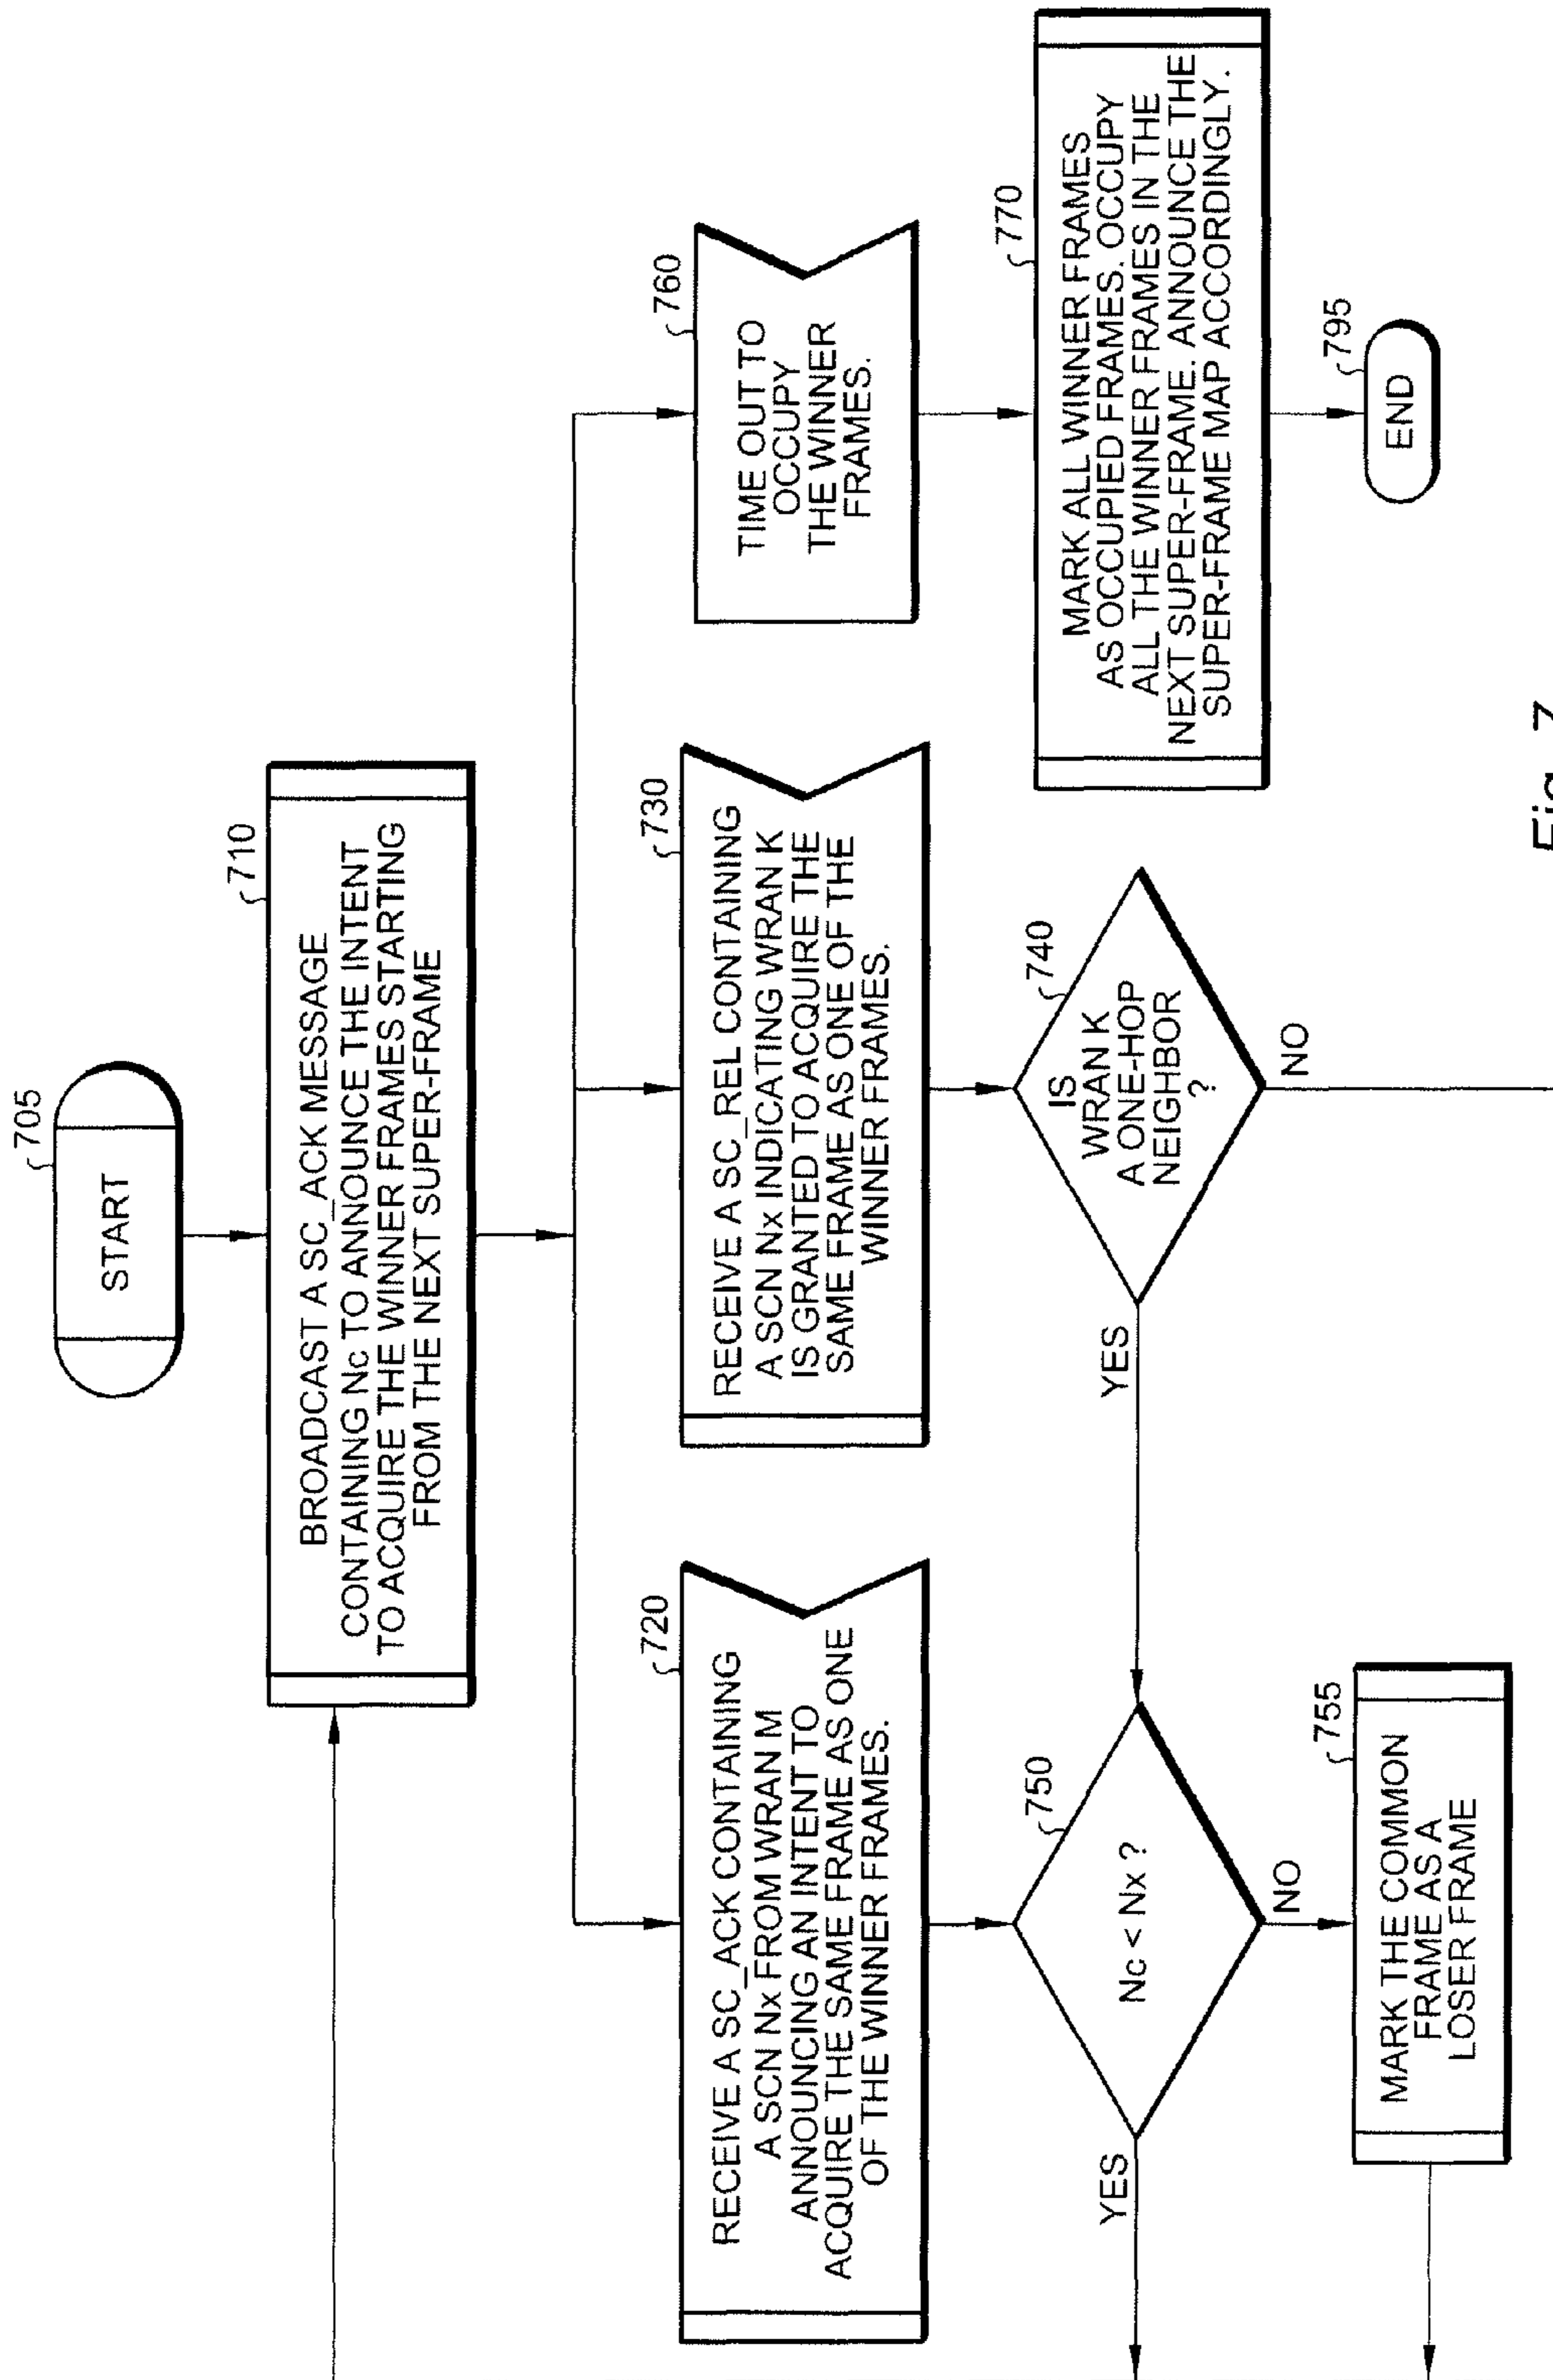 705
START
710
BROADCAST A SC_ACK MESSAGE
CONTAINING Nc TO ANNOUNCE THE INTENT
TO ACQUIRE THE WINNER FRAMES STARTING
FROM THE NEXT SUPER-FRAME
720
RECEIVE A SC_ACK CONTAINING
A SCN Nx FROM WRAN M
ANNOUNCING AN INTENT TO
ACQUIRE THE SAME FRAME AS ONE
OF THE WINNER FRAMES.
730
RECEIVE A SC_REL CONTAINING
A SCN Nx INDICATING WRAN K
IS GRANTED TO ACQUIRE THE
SAME FRAME AS ONE OF THE
WINNER FRAMES.
760
TIME OUT TO
OCCUPY
THE WINNER
FRAMES.
750
Nc < Nx ?
YES
NO
740
IS
WRAN K
A ONE-HOP
NEIGHBOR
?
YES
NO
770
MARK ALL WINNER FRAMES
AS OCCUPIED FRAMES. OCCUPY
ALL THE WINNER FRAMES IN THE
NEXT SUPER-FRAME. ANNOUNCE THE
SUPER-FRAME MAP ACCORDINGLY.
755
MARK THE COMMON
FRAME AS A
LOSER FRAME
795
END
Fig. 7